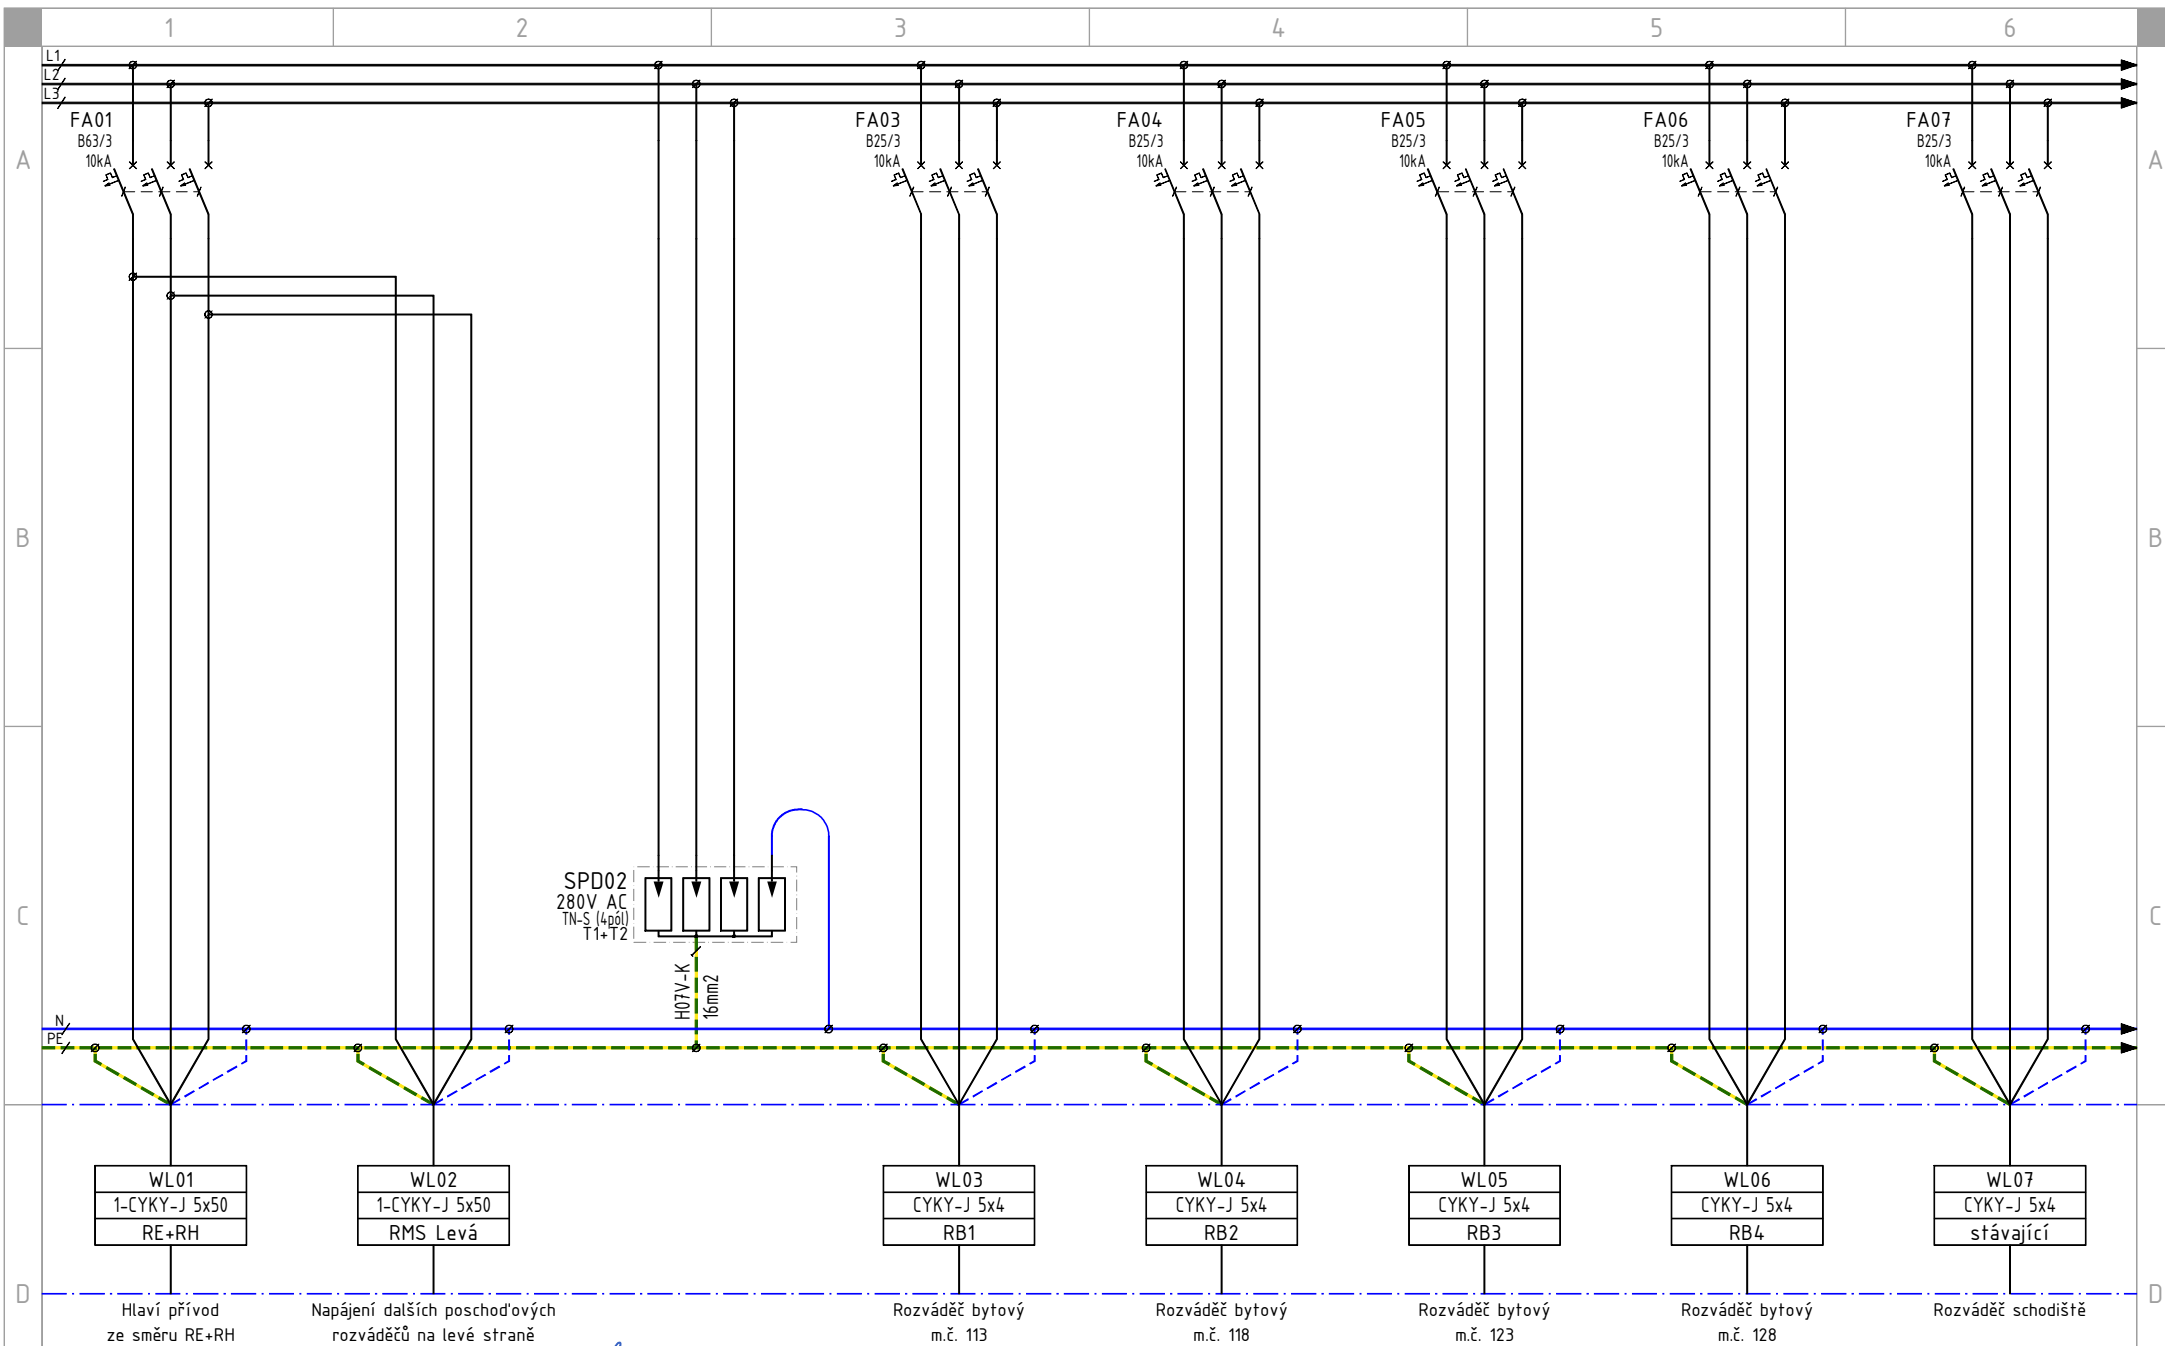 1 2 3 4 5 6
L1
L2
L3
FA01
B63/3
10kA
FA03
B25/3
10kA
FA04
B25/3
10kA
FA05
B25/3
10kA
FA06
B25/3
10kA
FA07
B25/3
10kA
A A
B B
SPD02
280V AC
TN-S (4pól)
T1+T2
C C
H07V-K
16mm2
N
PE
WL01
1-CYKY-J 5x50
RE+RH
WL02
1-CYKY-J 5x50
RMS Levá
WL03
CYKY-J 5x4
RB1
WL04
CYKY-J 5x4
RB2
WL05
CYKY-J 5x4
RB3
WL06
CYKY-J 5x4
RB4
WL07
CYKY-J 5x4
stávající
D D
Hlaví přívod
ze směru RE+RH
Napájení dalších poschod'ových
rozváděčů na levé straně
Rozváděč bytový
m.č. 113
Rozváděč bytový
m.č. 118
Rozváděč bytový
m.č. 123
Rozváděč bytový
m.č. 128
Rozváděč schodiště